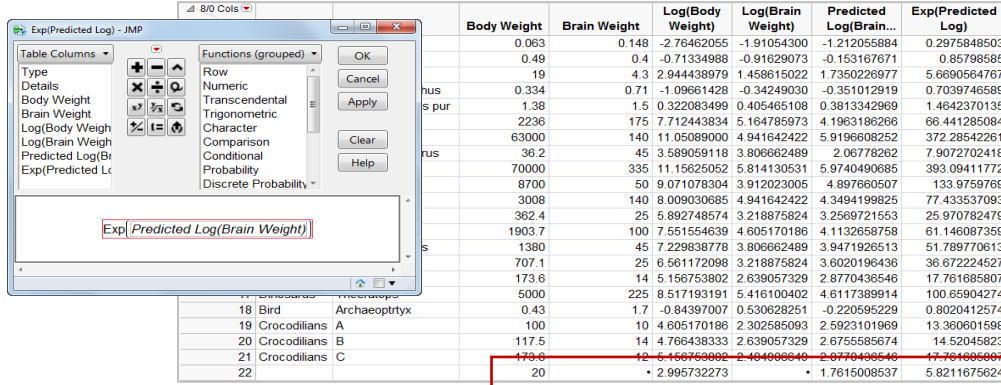 Exp(Predicted Log) - JMP
Table Columns
Type
Details
Body Weight
Brain Weight
Log(Body Weigh
Log(Brain Weigh
Predicted Log(Br
Exp(Predicted Lo
Functions (grouped)
Row
Numeric
Transcendental
Trigonometric
Character
Comparison
Conditional
Probability
Discrete Probability
OK
Cancel
Apply
Clear
Help
Exp(Predicted Log(Brain Weight))
8/0 Cols
Body Weight Brain Weight Log(Body Weight) Log(Brain Weight) Predicted Log(Brain... Exp(Predicted Log)
0.063 0.148 -2.76462055 -1.91054300 -1.212055884 0.2975848503
0.49 0.4 -0.71334988 -0.91629073 -0.153167671 0.85798585
19 4.3 2.944438979 1.458615022 1.7350226977 5.6690564767
hus 0.334 0.71 -1.09661428 -0.34249030 -0.351012919 0.7039746589
s pur 1.38 1.5 0.322083499 0.405465108 0.3813342969 1.4642370135
2236 175 7.712443834 5.164785973 4.1963186266 66.441285084
63000 140 11.05089000 4.941642422 5.9196608252 372.28542261
rus 36.2 45 3.589059118 3.806662489 2.06778262 7.9072702418
70000 335 11.15625052 5.814130531 5.9740490685 393.09411772
8700 50 9.071078304 3.912023005 4.897660507 133.9759769
3008 140 8.009030685 4.941642422 4.3494199825 77.433537093
362.4 25 5.892748574 3.218875824 3.2569721553 25.970782479
1903.7 100 7.551554639 4.605170186 4.1132658758 61.146087359
s 1380 45 7.229838778 3.806662489 3.9471926513 51.789770613
707.1 25 6.561172098 3.218875824 3.6020196436 36.672224527
173.6 14 5.156753802 2.639057329 2.8770436546 17.761685807
17 Dinosaurs Triceratops 5000 225 8.517193191 5.416100402 4.6117389914 100.65904274
18 Bird Archaeoptrtyx 0.43 1.7 -0.84397007 0.530628251 -0.220595229 0.8020412574
19 Crocodilians A 100 10 4.605170186 2.302585093 2.5923101969 13.360601598
20 Crocodilians B 117.5 14 4.766438333 2.639057329 2.6755585674 14.52045823
21 Crocodilians C 173.6 12 5.156753802 2.484906649 2.8770436546 17.761685807
22 20 • 2.995732273 • 1.7615008537 5.8211675624